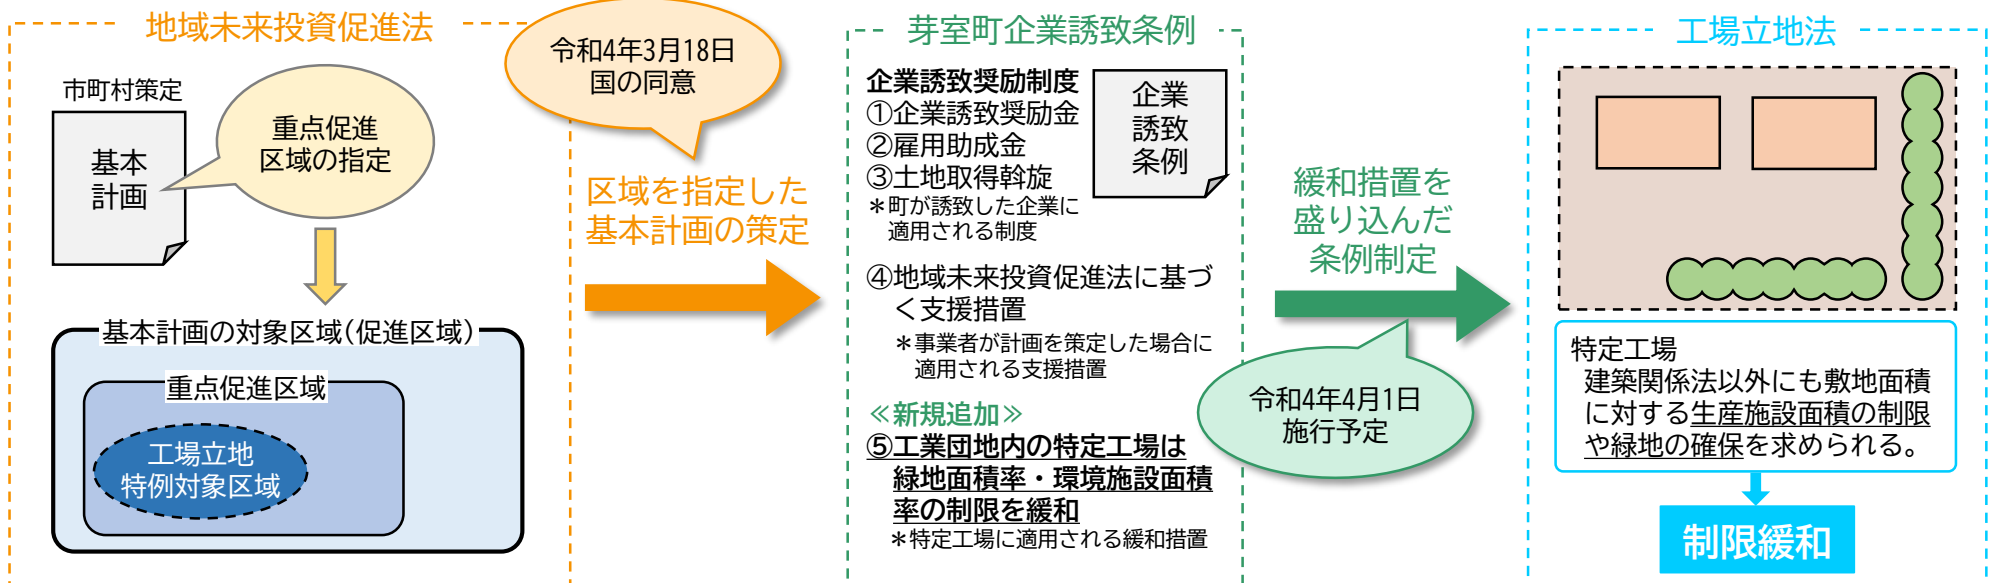 地域未来投資促進法
市町村策定
基本
計画
重点促進
区域の指定
基本計画の対象区域(促進区域)
重点促進区域
工場立地
特例対象区域
令和4年3月18日
国の同意
区域を指定した
基本計画の策定
芽室町企業誘致条例
企業誘致奨励制度
①企業誘致奨励金
②雇用助成金
③土地取得斡旋
＊町が誘致した企業に
適用される制度
企業
誘致
条例
④地域未来投資促進法に基づ
く支援措置
＊事業者が計画を策定した場合に
適用される支援措置
≪新規追加≫
⑤工業団地内の特定工場は
緑地面積率・環境施設面積
率の制限を緩和
＊特定工場に適用される緩和措置
緩和措置を
盛り込んだ
条例制定
令和4年4月1日
施行予定
工場立地法
特定工場
建築関係法以外にも敷地面積
に対する生産施設面積の制限
や緑地の確保を求められる。
制限緩和